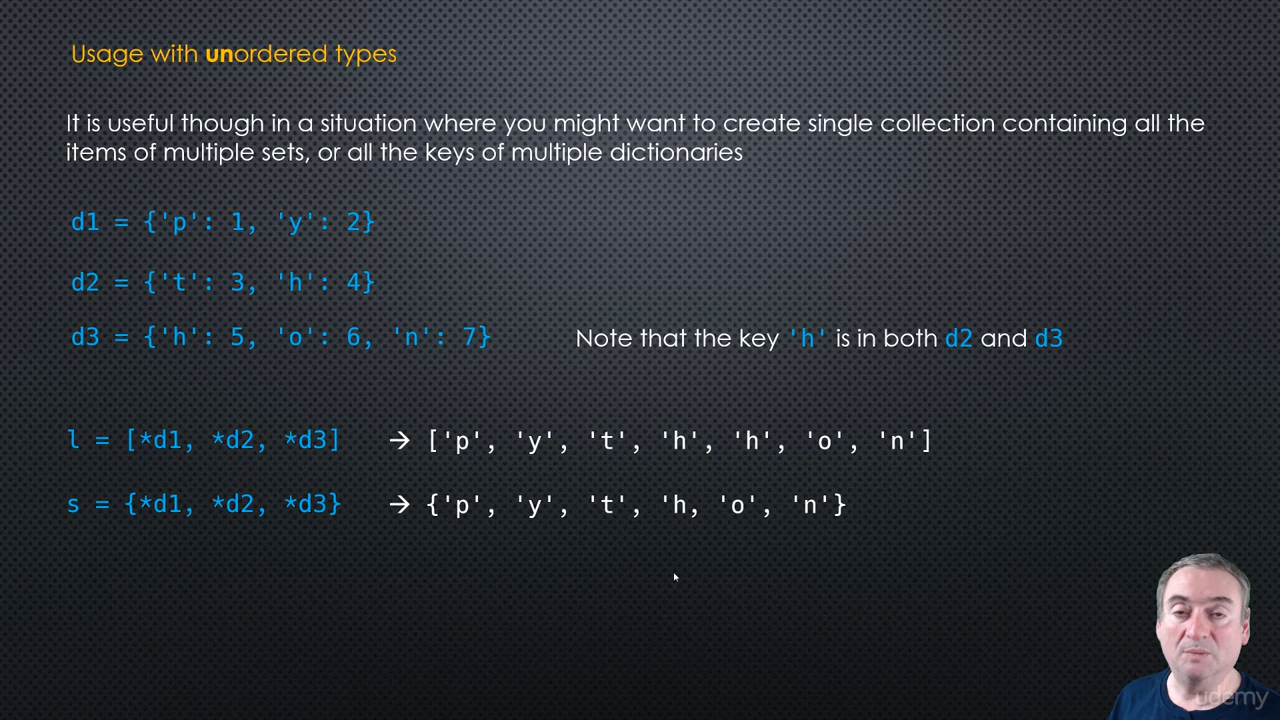 Usage with unordered types
It is useful though in a situation where you might want to create single collection containing all the
items of multiple sets, or all the keys of multiple dictionaries
d1 = {'p': 1, 'y': 2}
d2 = {'t': 3, 'h': 4}
d3 = {'h': 5, 'o': 6, 'n': 7} Note that the key 'h' is in both d2 and d3
l = [*d1, *d2, *d3] → ['p', 'y', 't', 'h', 'h', 'o', 'n']
s = {*d1, *d2, *d3} → {'p', 'y', 't', 'h, 'o', 'n'}
udemy